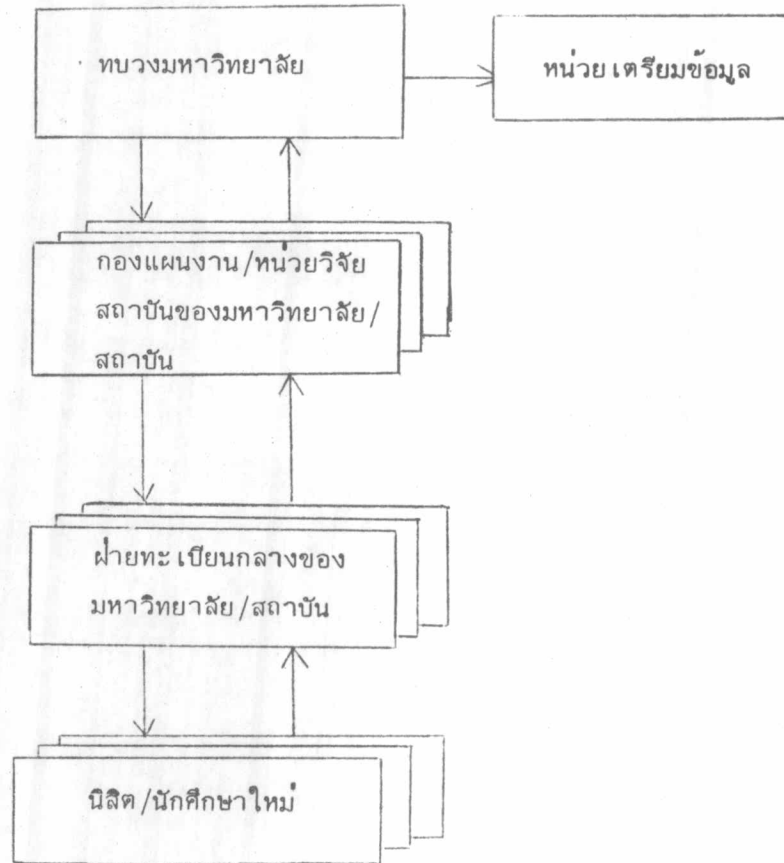 ทบวงมหาวิทยาลัย
หน่วยเตรียมข้อมูล
กองแผนงาน/หน่วยวิจัย
สถาบันของมหาวิทยาลัย/
สถาบัน
ฝ่ายทะเบียนกลางของ
มหาวิทยาลัย/สถาบัน
นิสิต/นักศึกษาใหม่